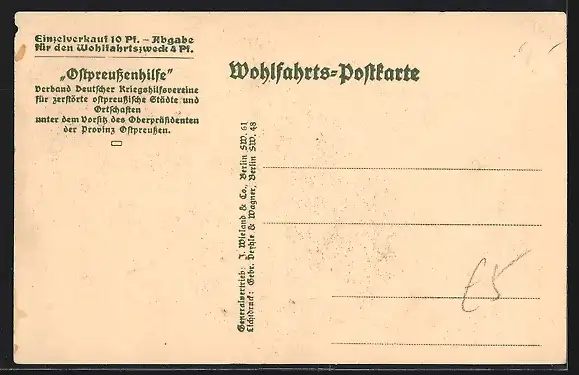 Einzelverkauf 10 Pf. – Abgabe
für den Wohlfahrtszweck 4 Pf.
„Ostpreußenhilfe"
Verband Deutscher Kriegshilfsvereine
für zerstörte ostpreußische Städte und
Ortschaften
unter dem Vorsitz des Oberpräsidenten
der Provinz Ostpreußen.
Wohlfahrts-Postkarte
Generalvertrieb: J. Wieland & Co., Berlin SW. 61
Lichtdruck: Gebr. Deyhle & Wagner, Berlin SW. 48